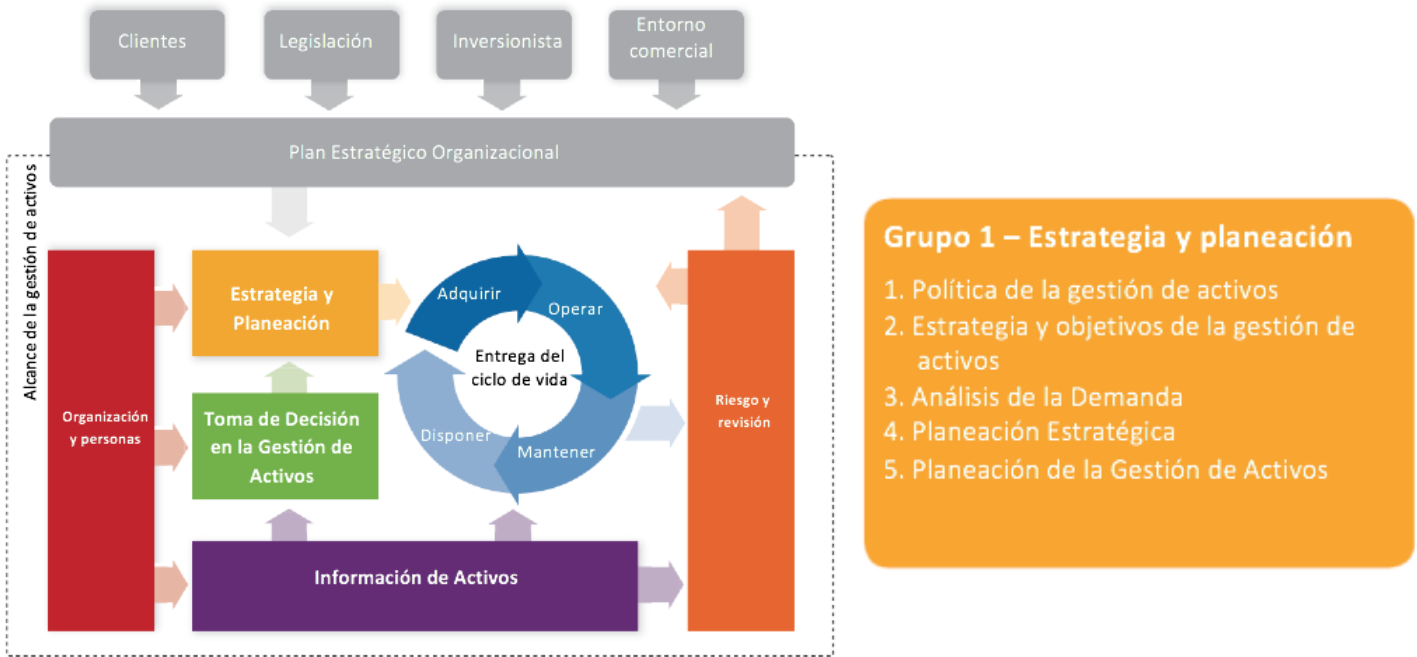 Clientes
Legislación
Inversionista
Entorno
comercial
Plan Estratégico Organizacional
Alcance de la gestión de activos
Organización
y personas
Estrategia y
Planeación
Toma de Decisión
en la Gestión de
Activos
Adquirir
Operar
Entrega del
ciclo de vida
Disponer
Mantener
Riesgo y
revisión
Información de Activos
Grupo 1 – Estrategia y planeación
1. Política de la gestión de activos
2. Estrategia y objetivos de la gestión de
activos
3. Análisis de la Demanda
4. Planeación Estratégica
5. Planeación de la Gestión de Activos